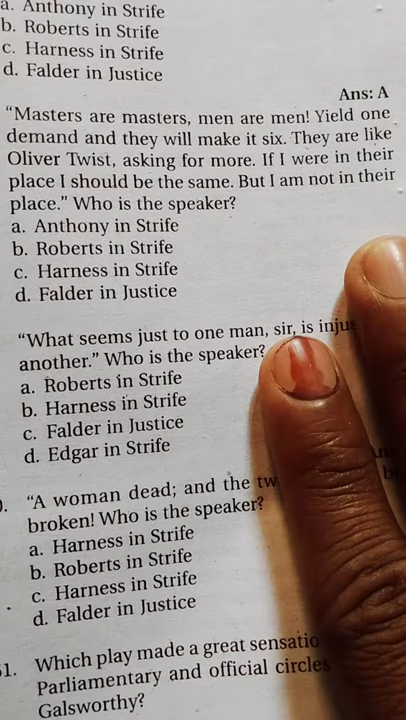 a. Anthony in Strife
b. Roberts in Strife
c. Harness in Strife
d. Falder in Justice
Ans: A
“Masters are masters, men are men! Yield one
demand and they will make it six. They are like
Oliver Twist, asking for more. If I were in their
place I should be the same. But I am not in their
place.” Who is the speaker?
a. Anthony in Strife
b. Roberts in Strife
c. Harness in Strife
d. Falder in Justice
“What seems just to one man, sir, is
another.” Who is the speaker?
a. Roberts in Strife
b. Harness in Strife
c. Falder in Justice
d. Edgar in Strife
“A woman dead; and the
broken! Who is the speaker?
a. Harness in Strife
b. Roberts in Strife
c. Harness in Strife
d. Falder in Justice
1. Which play made a great
Parliamentary and official circles
Galsworthy?